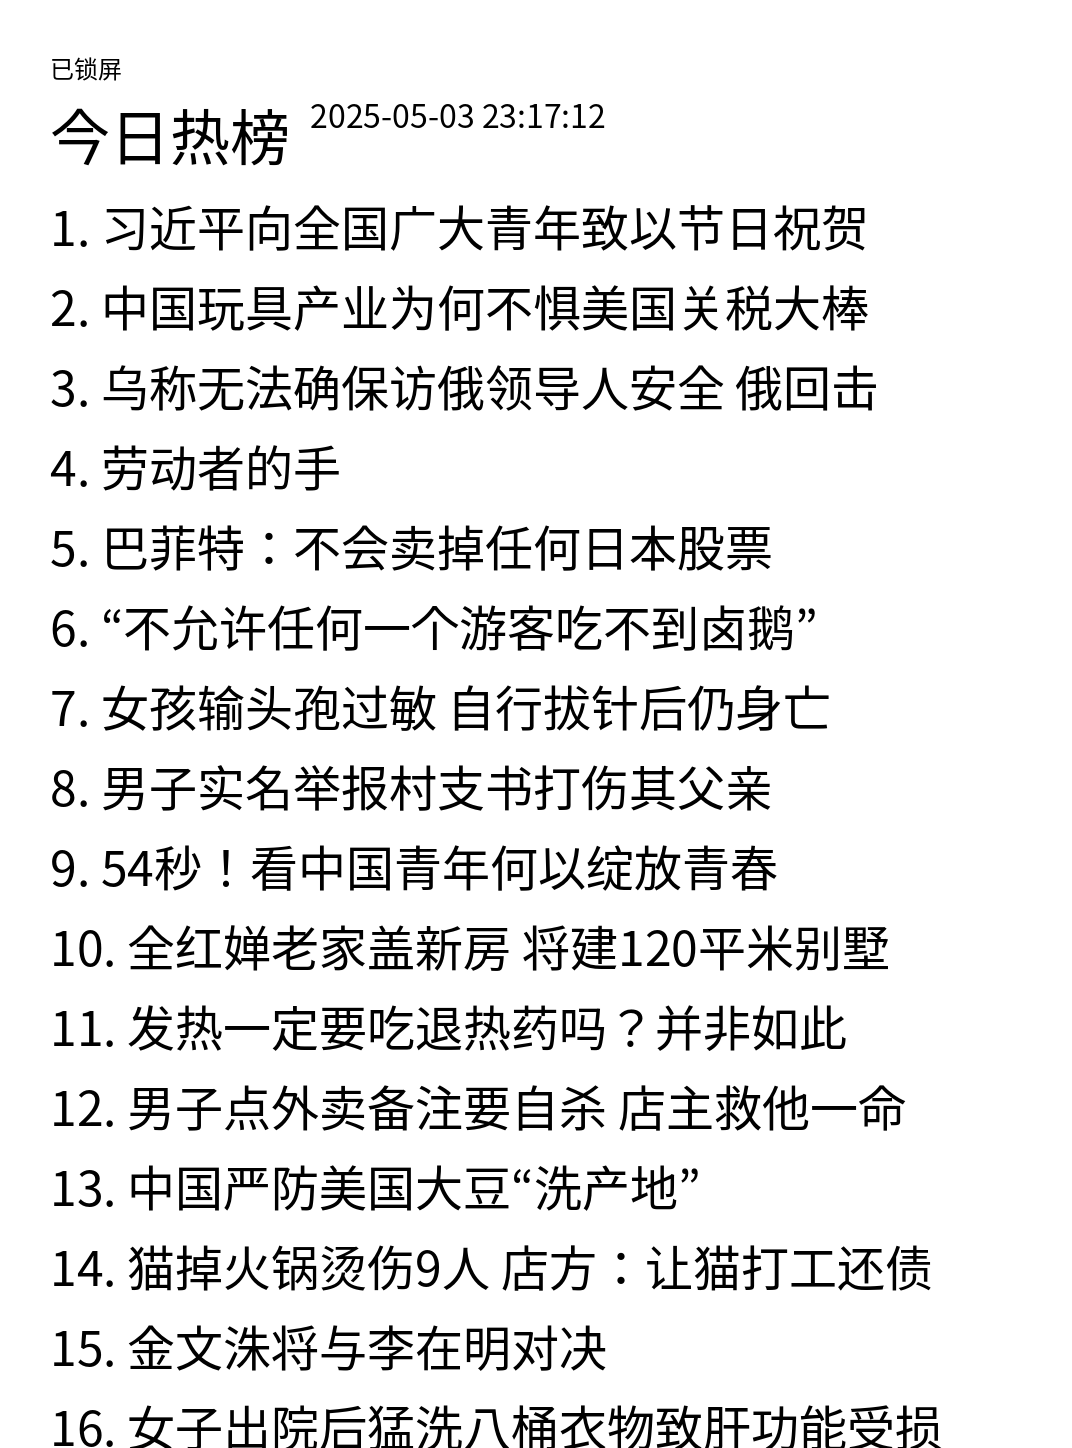 已锁屏
今日热榜 2025-05-03 23:17:12
1. 习近平向全国广大青年致以节日祝贺
2. 中国玩具产业为何不惧美国关税大棒
3. 乌称无法确保访俄领导人安全 俄回击
4. 劳动者的手
5. 巴菲特：不会卖掉任何日本股票
6. “不允许任何一个游客吃不到卤鹅”
7. 女孩输头孢过敏 自行拔针后仍身亡
8. 男子实名举报村支书打伤其父亲
9. 54秒！看中国青年何以绽放青春
10. 全红婵老家盖新房 将建120平米别墅
11. 发热一定要吃退热药吗？并非如此
12. 男子点外卖备注要自杀 店主救他一命
13. 中国严防美国大豆“洗产地”
14. 猫掉火锅烫伤9人 店方：让猫打工还债
15. 金文洙将与李在明对决
16. 女子出院后猛洗八桶衣物致肝功能受损